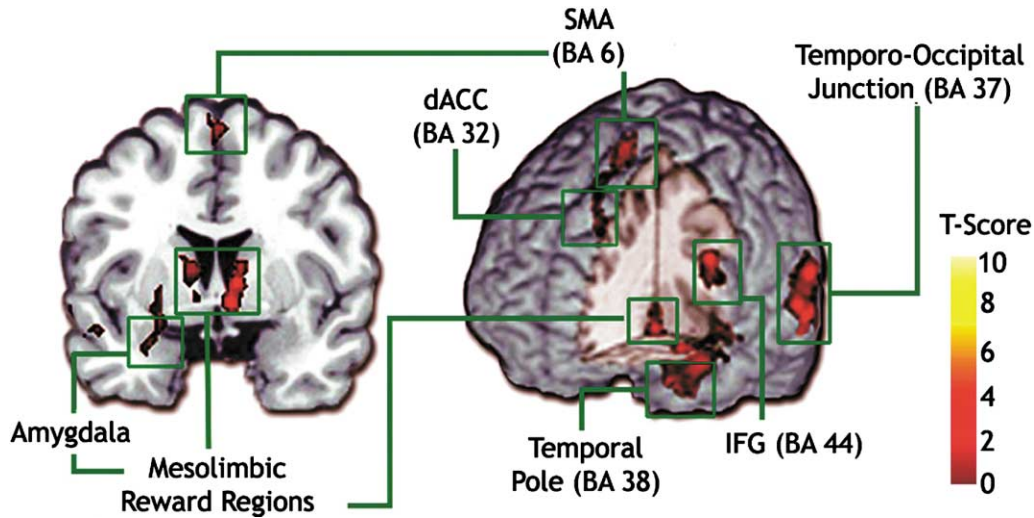 SMA
(BA 6)
dACC
(BA 32)
Temporo-Occipital
Junction (BA 37)
T-Score
10
8
6
4
2
0
Amygdala
Mesolimbic
Reward Regions
Temporal
Pole (BA 38)
IFG (BA 44)